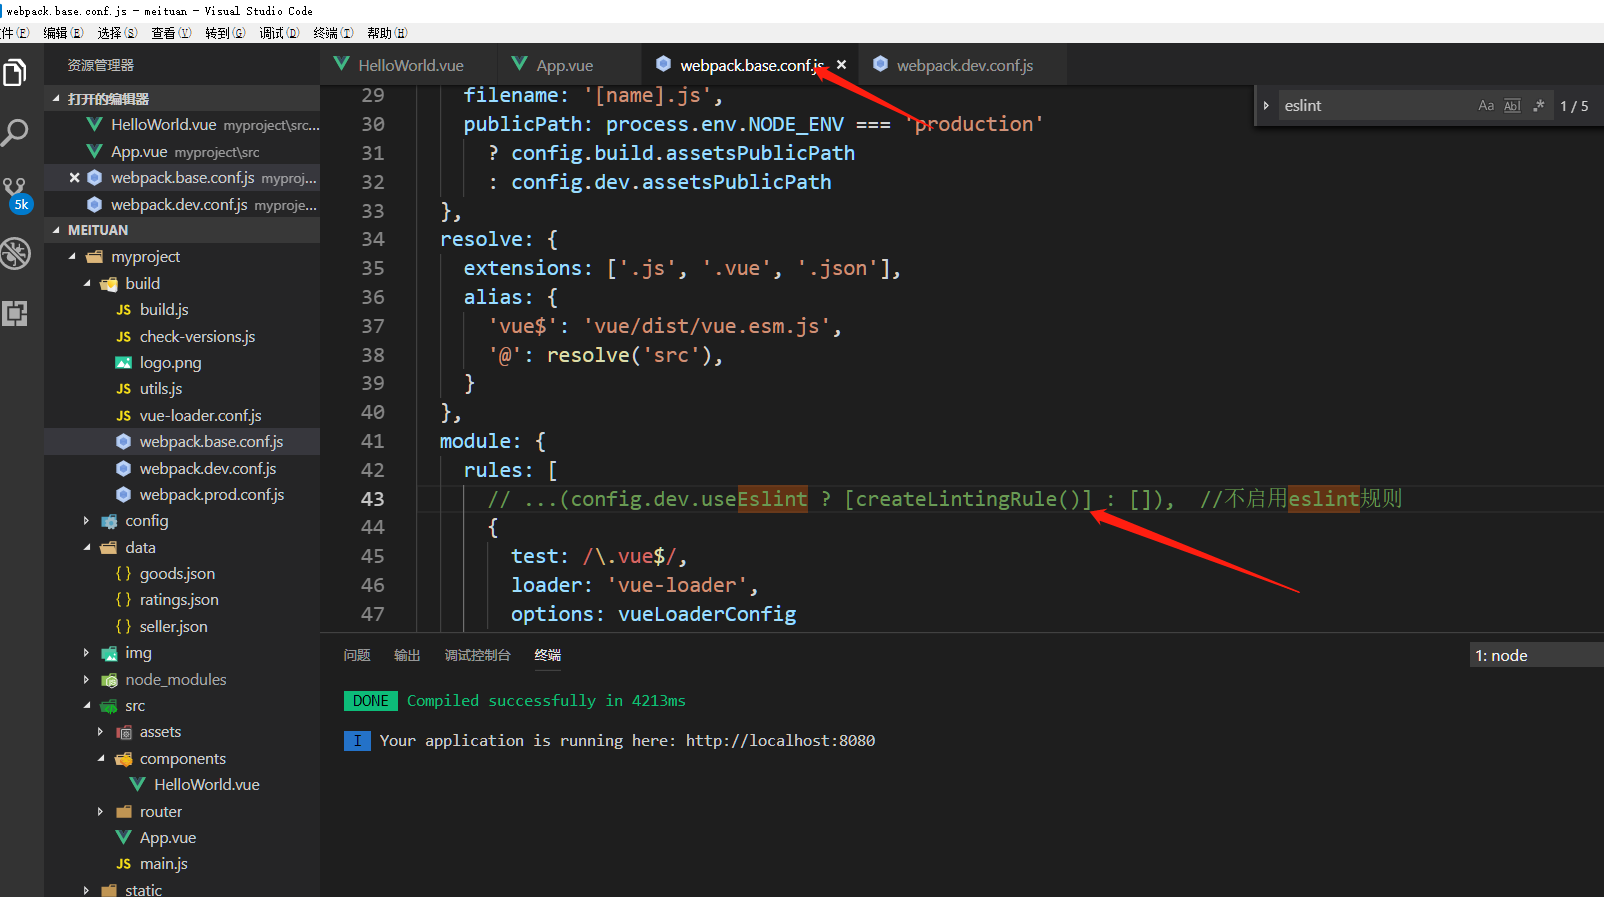 webpack.base.conf.js - meituan - Visual Studio Code
件(F) 编辑(E) 选择(S) 查看(V) 转到(G) 调试(D) 终端(T) 帮助(H)
资源管理器
打开的编辑器
HelloWorld.vue myproject\src...
App.vue myproject\src
webpack.base.conf.js myproj...
webpack.dev.conf.js myproje...
5k
MEITUAN
myproject
build
JS build.js
JS check-versions.js
logo.png
JS utils.js
JS vue-loader.conf.js
webpack.base.conf.js
webpack.dev.conf.js
webpack.prod.conf.js
config
data
{ } goods.json
{ } ratings.json
{ } seller.json
img
node_modules
src
assets
components
HelloWorld.vue
router
App.vue
JS main.js
static
HelloWorld.vue App.vue webpack.base.conf.js × webpack.dev.conf.js
eslint Aa Abl .* 1 / 5
29 filename: '[name].js',
30 publicPath: process.env.NODE_ENV === 'production'
31 ? config.build.assetsPublicPath
32 : config.dev.assetsPublicPath
33 },
34 resolve: {
35 extensions: ['.js', '.vue', '.json'],
36 alias: {
37 'vue$': 'vue/dist/vue.esm.js',
38 '@': resolve('src'),
39 }
40 },
41 module: {
42 rules: [
43 // ...(config.dev.useEslint ? [createLintingRule()] : []), //不启用eslint规则
44 {
45 test: /\.vue$/,
46 loader: 'vue-loader',
47 options: vueLoaderConfig
问题 输出 调试控制台 终端
1: node
DONE Compiled successfully in 4213ms
I Your application is running here: http://localhost:8080